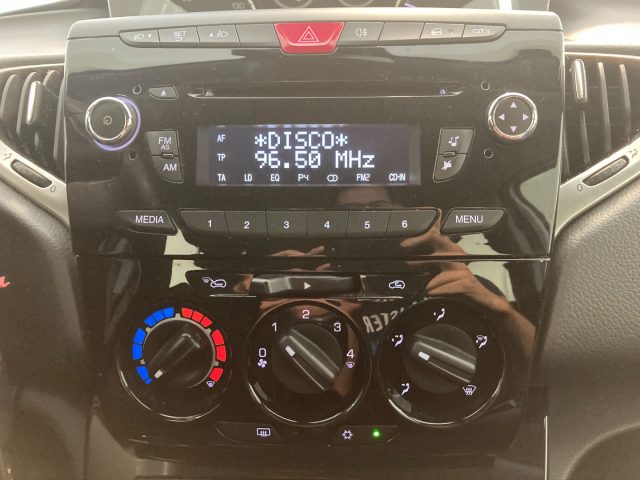 SET CITY
AF *DISCO*
TP 96.50 MHz
TA LD EQ P4 FM2 CD-IN
FM
AS
AM
MEDIA 1 2 3 4 5 6 MENU
0 1 2 3 4